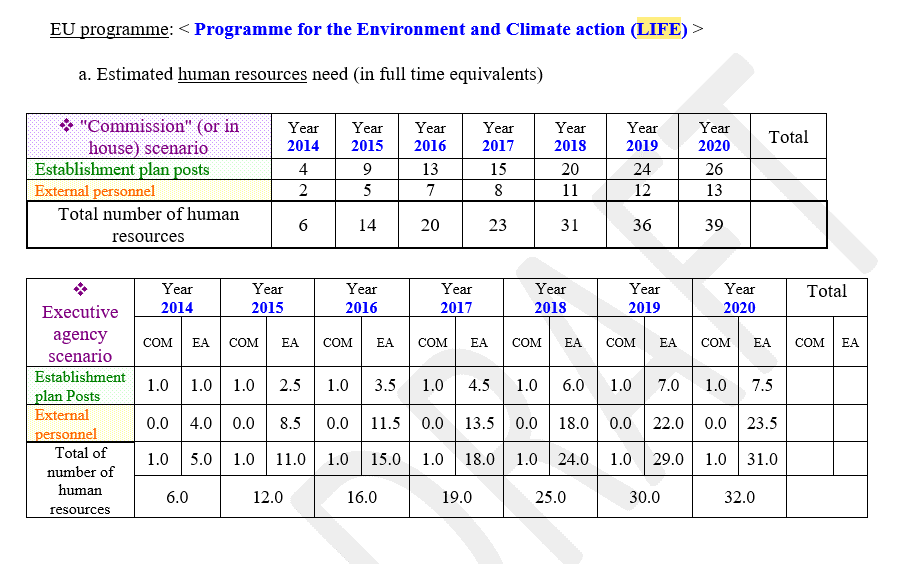 EU programme: < Programme for the Environment and Climate action (LIFE) >
a. Estimated human resources need (in full time equivalents)
❖ "Commission" (or in house) scenario Year 2014 Year 2015 Year 2016 Year 2017 Year 2018 Year 2019 Year 2020 Total
Establishment plan posts 4 9 13 15 20 24 26
External personnel 2 5 7 8 11 12 13
Total number of human resources 6 14 20 23 31 36 39
❖ Executive agency scenario Year 2014 Year 2015 Year 2016 Year 2017 Year 2018 Year 2019 Year 2020 Total
COM EA COM EA COM EA COM EA COM EA COM EA COM EA COM EA
Establishment plan Posts 1.0 1.0 1.0 2.5 1.0 3.5 1.0 4.5 1.0 6.0 1.0 7.0 1.0 7.5
External personnel 0.0 4.0 0.0 8.5 0.0 11.5 0.0 13.5 0.0 18.0 0.0 22.0 0.0 23.5
Total of number of human resources 1.0 5.0 1.0 11.0 1.0 15.0 1.0 18.0 1.0 24.0 1.0 29.0 1.0 31.0
6.0 12.0 16.0 19.0 25.0 30.0 32.0
DRAFT